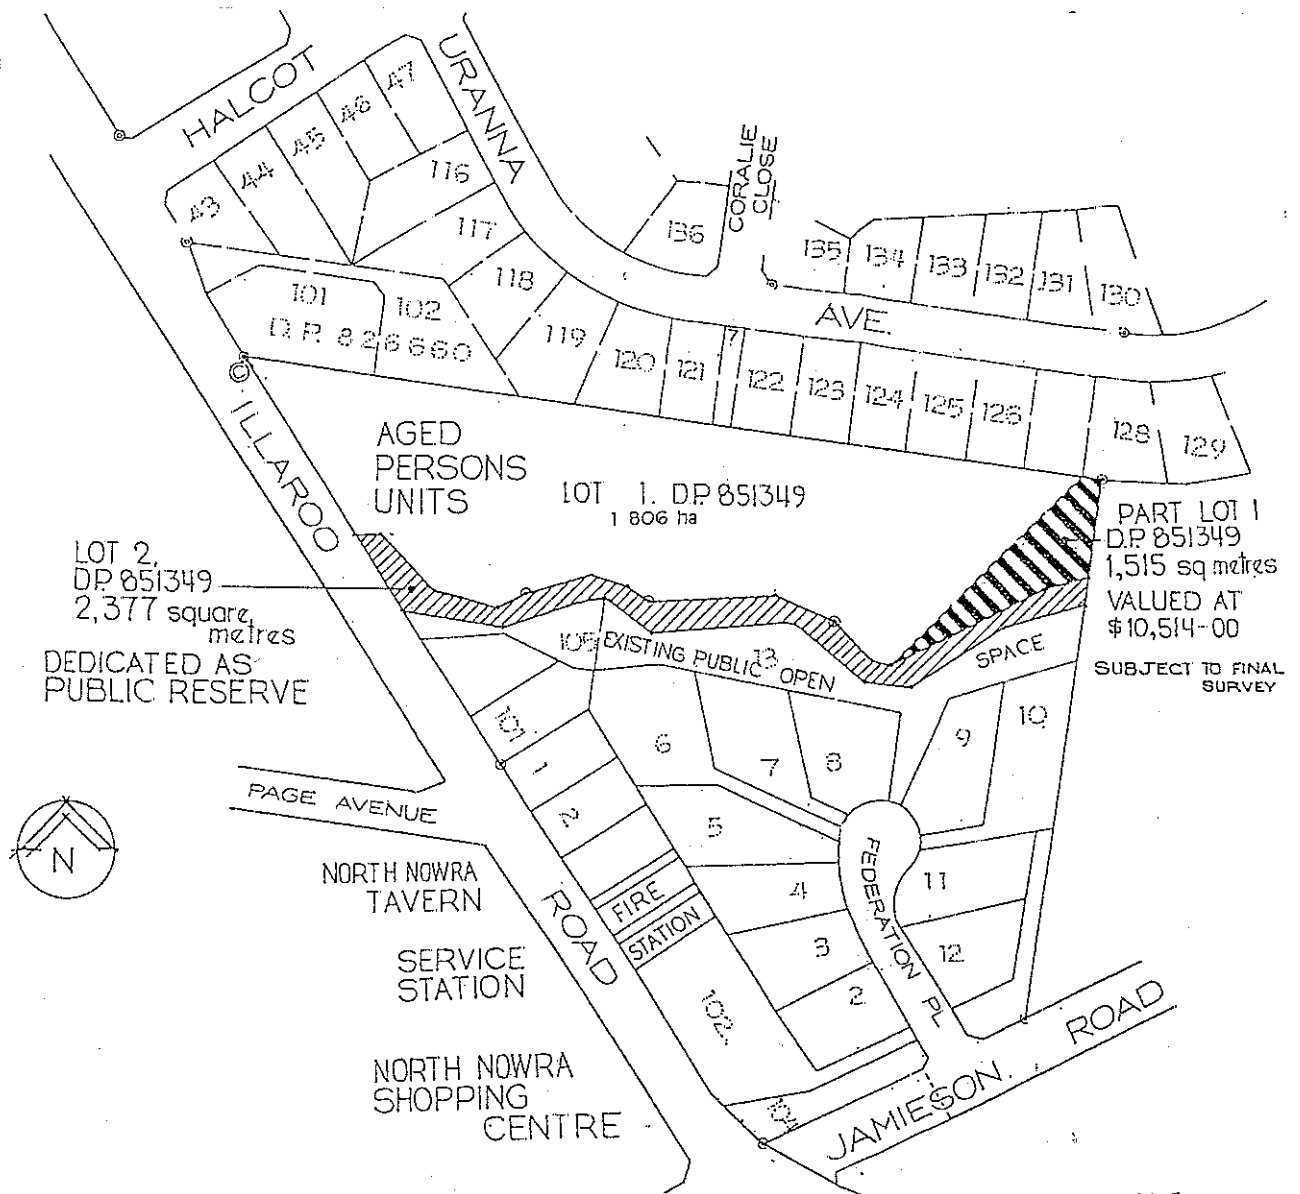 HALCOT
URANNA
AVE.
CORALIE
CLOSE
43
44
45
46
47
116
117
118
119
120
121
7
122
123
124
125
126
128
129
136
135
134
133
132
131
130
101
102
D.P. 826660
ILLAROO
AGED
PERSONS
UNITS
LOT 1. D.P 851349
1 806 ha
PART LOT 1
D.P. 851349
1,515 sq metres
VALUED AT
$10,514-00
SUBJECT TO FINAL
SURVEY
LOT 2,
D.P. 851349
2,377 square
metres
DEDICATED AS
PUBLIC RESERVE
105
EXISTING PUBLIC OPEN
SPACE
13
101
1
2
6
7
8
9
10
5
4
3
2
11
12
FEDERATION PL
PAGE AVENUE
N
NORTH NOWRA
TAVERN
FIRE
STATION
ROAD
SERVICE
STATION
102
NORTH NOWRA
SHOPPING
CENTRE
104
JAMIESON
ROAD